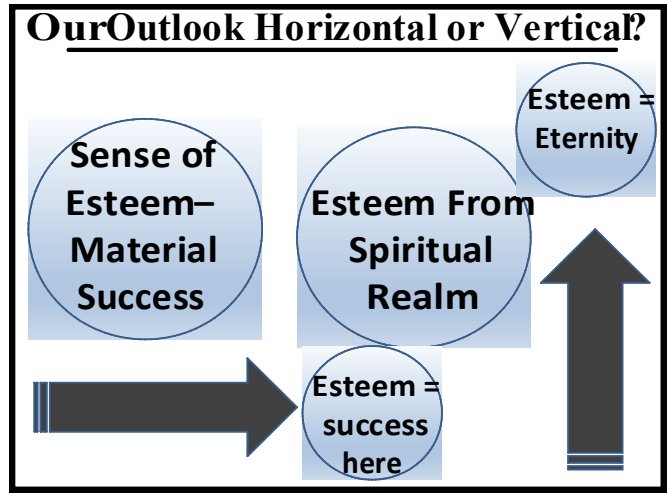 OurOutlook Horizontal or Vertical?
Esteem =
Eternity
Sense of
Esteem–
Material
Success
Esteem From
Spiritual
Realm
Esteem =
success
here